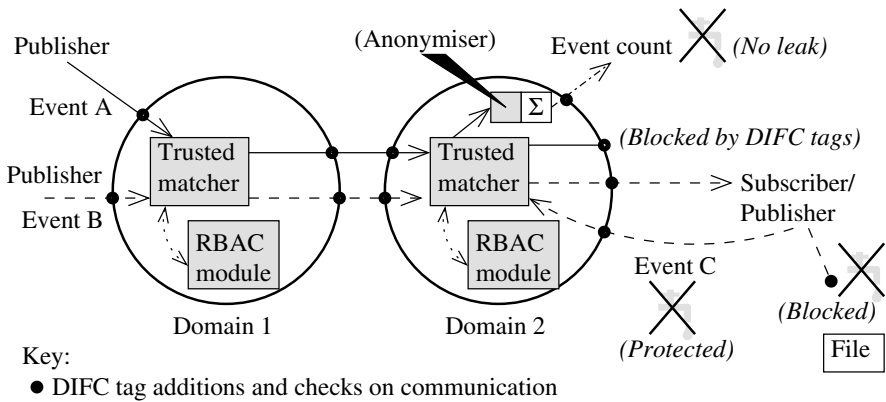 Publisher
(Anonymiser)
Event count
(No leak)
Event A
Σ
Trusted
matcher
Trusted
matcher
(Blocked by DIFC tags)
Publisher
Event B
Subscriber/
Publisher
RBAC
module
RBAC
module
Event C
Domain 1
Domain 2
(Protected)
(Blocked)
File
Key:
● DIFC tag additions and checks on communication